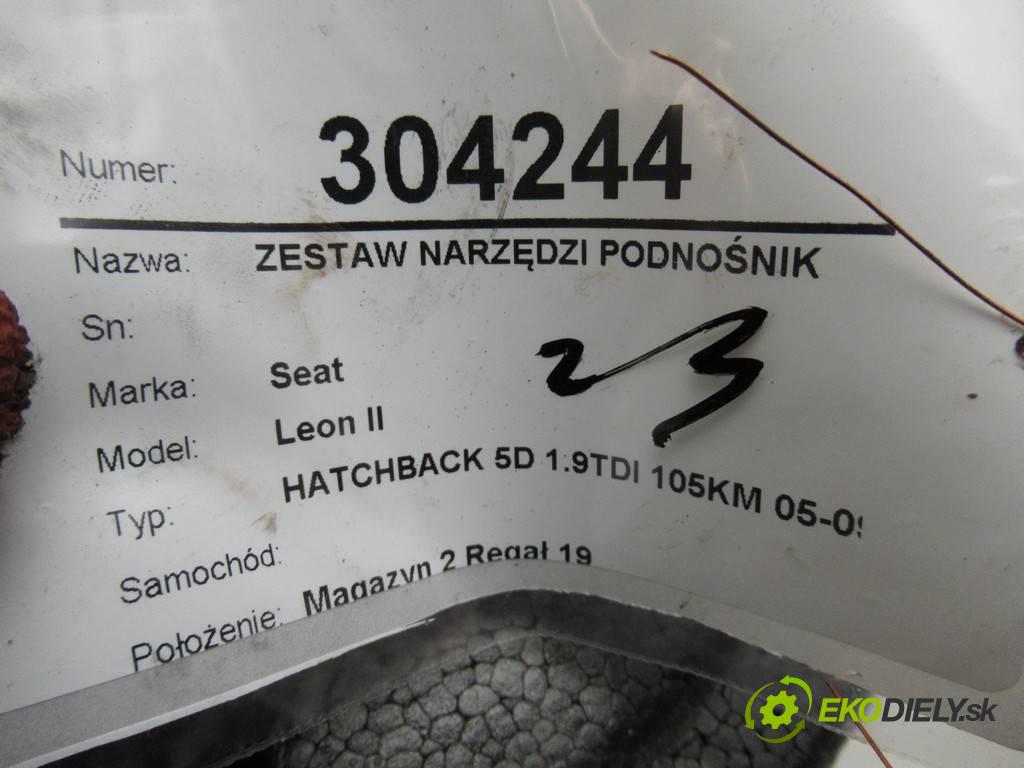 Numer: 304244
Nazwa: ZESTAW NARZĘDZI PODNOŚNIK
Sn:
23
Marka: Seat
Model: Leon II
Typ: HATCHBACK 5D 1.9TDI 105KM 05-09
Samochód:
Położenie: Magazyn 2 Regał 19
EKODIELY.sk